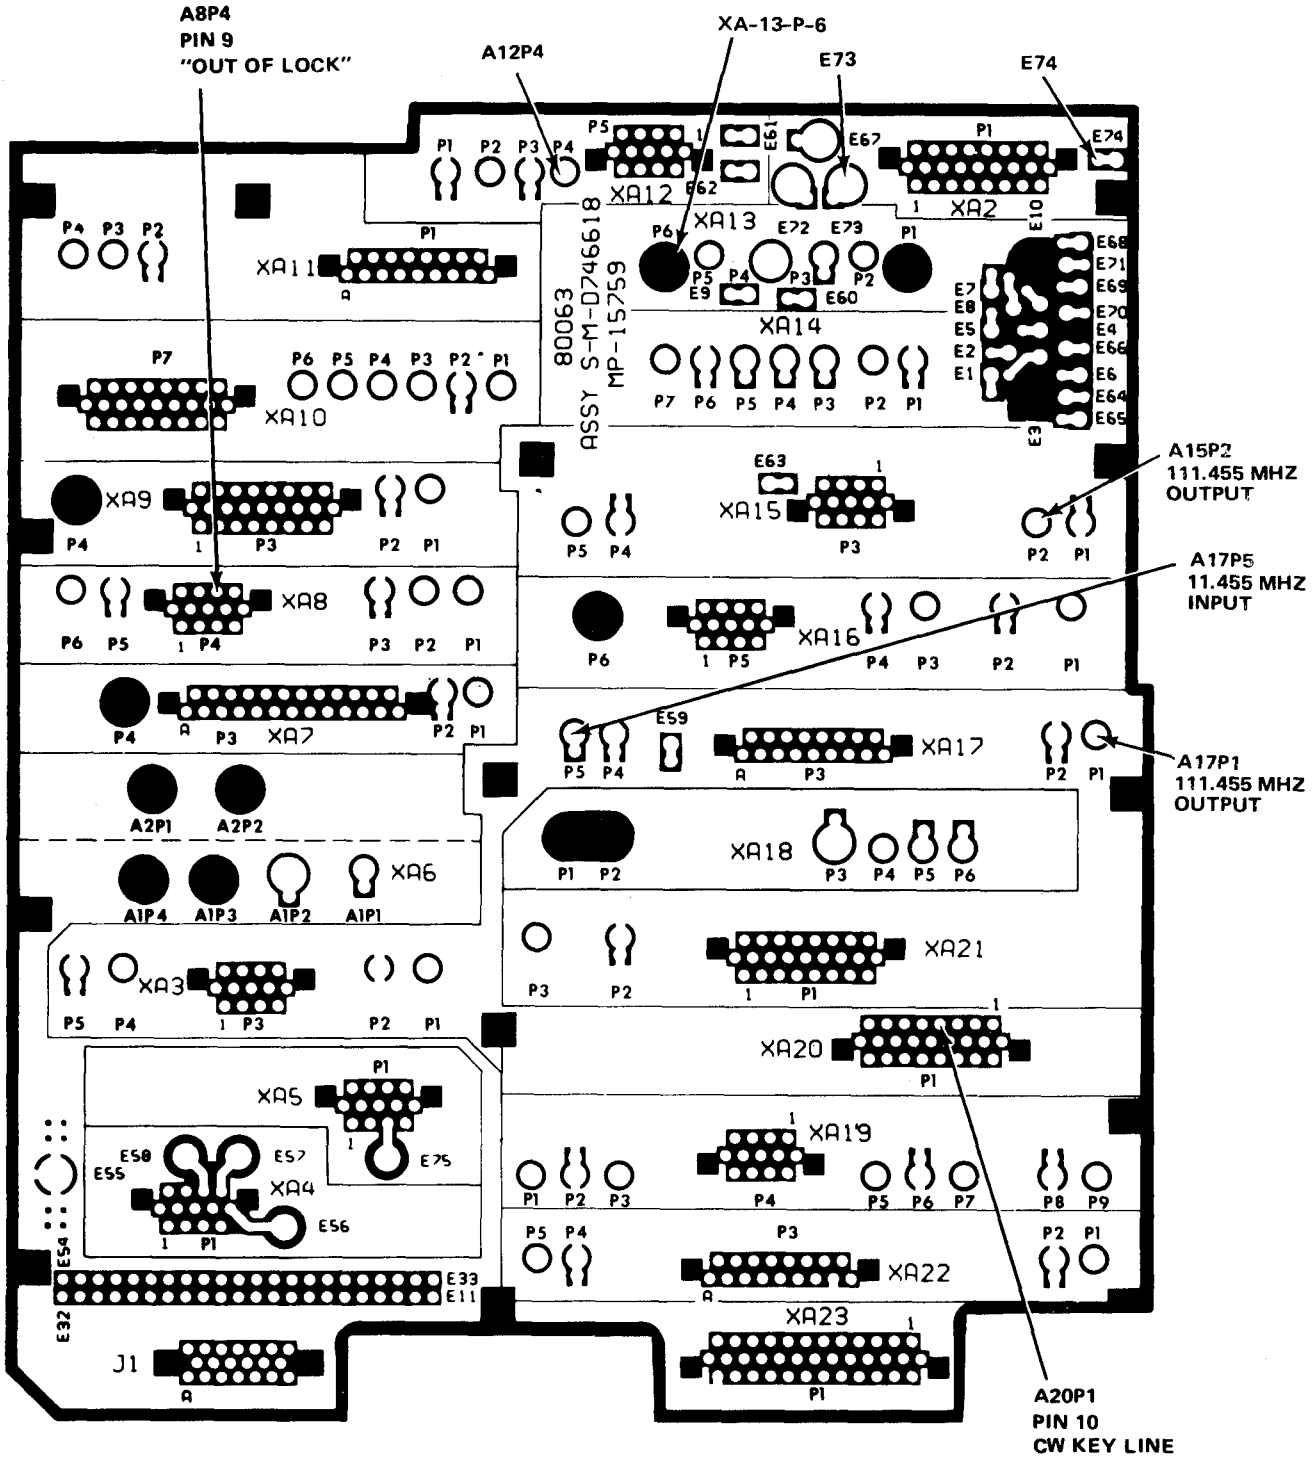 A8P4
PIN 9
"OUT OF LOCK"
A12P4
XA-13-P-6
E73
E74
P1 P2 P3 P4
P5 1
E61
E62
XA12
E67
P1
E74
1 XA2
E10
P4 P3 P2
XA11
P1
A
XA13
P6 E72 E73 P1
P5 P4 P3 P2
E9 E60
80063
ASSY S-M-D746618
MP-15759
E68
E71
E69
E70
E4
E66
E6
E64
E65
E7
E8
E5
E2
E1
E3
XA14
P7 P6 P5 P4 P3 P2 P1
P7
XA10
P6 P5 P4 P3 P2 P1
XA9
P4 1 P3 P2 P1
E63
1
XA15
P5 P4 P3 P2 P1
A15P2
111.455 MHZ
OUTPUT
XA8
P6 P5 1 P4 P3 P2 P1
XA16
P6 1 P5 P4 P3 P2 P1
A17P5
11.455 MHZ
INPUT
P4 A P3 XA7 P2 P1
E59
XA17
P5 P4 A P3 P2 P1
A17P1
111.455 MHZ
OUTPUT
A2P1 A2P2
XA18
P1 P2 P3 P4 P5 P6
XA6
A1P4 A1P3 A1P2 A1P1
XA21
P3 P2 1 P1
XA3
P5 P4 1 P3 P2 P1
1
XA20
P1
P1
XA5
1
E75
E58 E57
E55
XA4
E56
1 P1
1
XA19
P1 P2 P3 P4 P5 P6 P7 P8 P9
P5 P4 P3 P2 P1
XA22
A
E54
E33
E11
E32
XA23
1
P1
J1
A
A20P1
PIN 10
CW KEY LINE